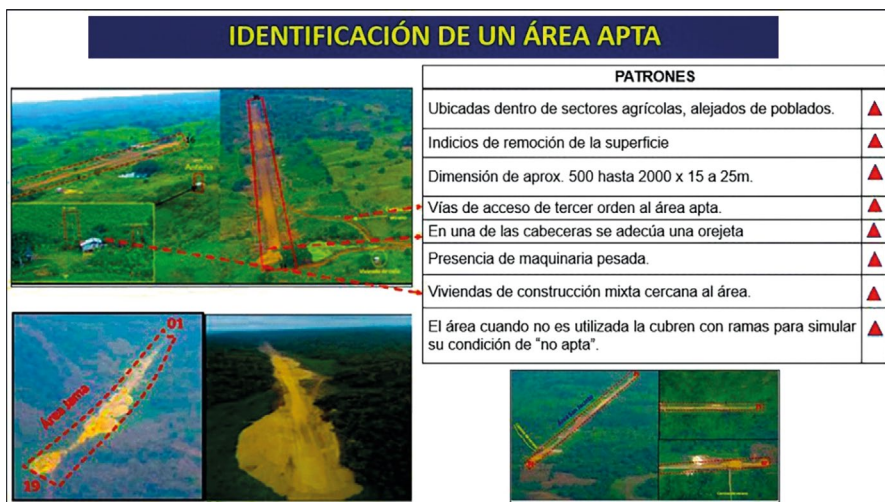 IDENTIFICACIÓN DE UN ÁREA APTA
PATRONES
Ubicadas dentro de sectores agrícolas, alejados de poblados.
Indicios de remoción de la superficie
Dimensión de aprox. 500 hasta 2000 x 15 a 25m.
Vías de acceso de tercer orden al área apta.
En una de las cabeceras se adecúa una orejeta
Presencia de maquinaria pesada.
Viviendas de construcción mixta cercana al área.
El área cuando no es utilizada la cubren con ramas para simular
su condición de “no apta”.
16
Antena
01
Área Jama
19